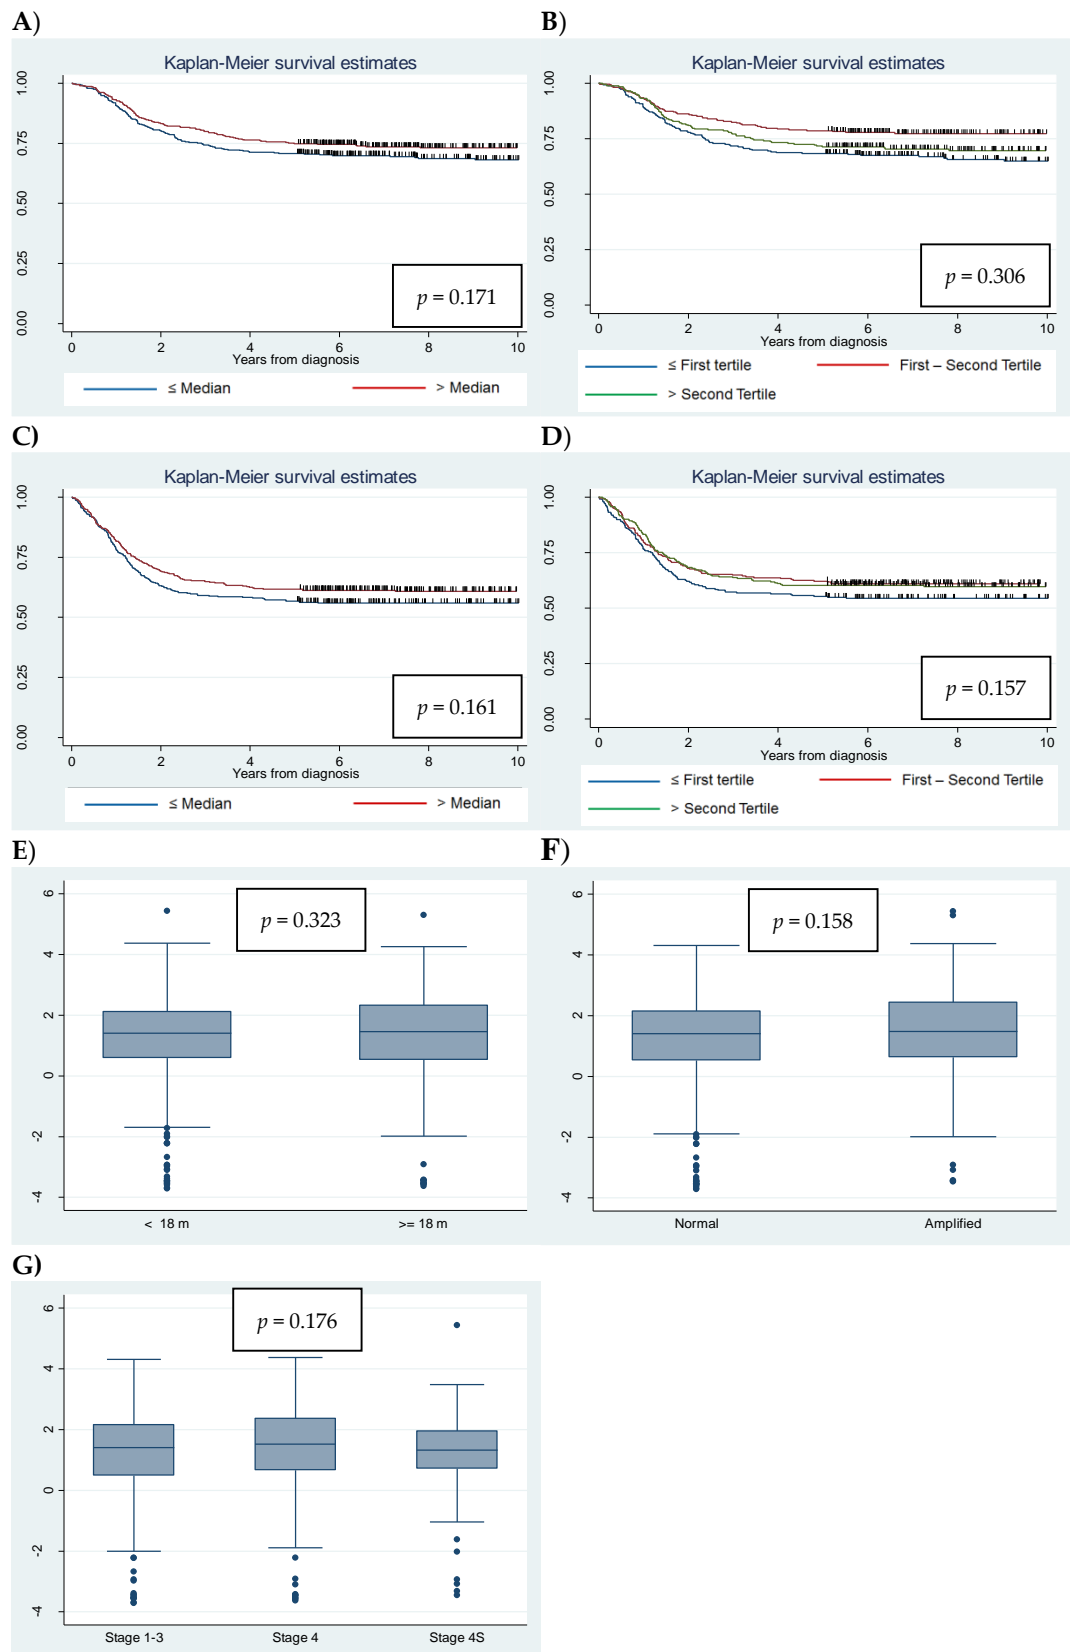 A)
Kaplan-Meier survival estimates
1.00
0.75
0.50
0.25
0.00
p = 0.171
0 2 4 6 8 10
Years from diagnosis
≤ Median > Median
B)
Kaplan-Meier survival estimates
1.00
0.75
0.50
0.25
0.00
p = 0.306
0 2 4 6 8 10
Years from diagnosis
≤ First tertile First – Second Tertile
> Second Tertile
C)
Kaplan-Meier survival estimates
1.00
0.75
0.50
0.25
0.00
p = 0.161
0 2 4 6 8 10
Years from diagnosis
≤ Median > Median
D)
Kaplan-Meier survival estimates
1.00
0.75
0.50
0.25
0.00
p = 0.157
0 2 4 6 8 10
Years from diagnosis
≤ First tertile First – Second Tertile
> Second Tertile
E)
p = 0.323
6
4
2
0
-2
-4
< 18 m >= 18 m
F)
p = 0.158
6
4
2
0
-2
-4
Normal Amplified
G)
p = 0.176
6
4
2
0
-2
-4
Stage 1-3 Stage 4 Stage 4S